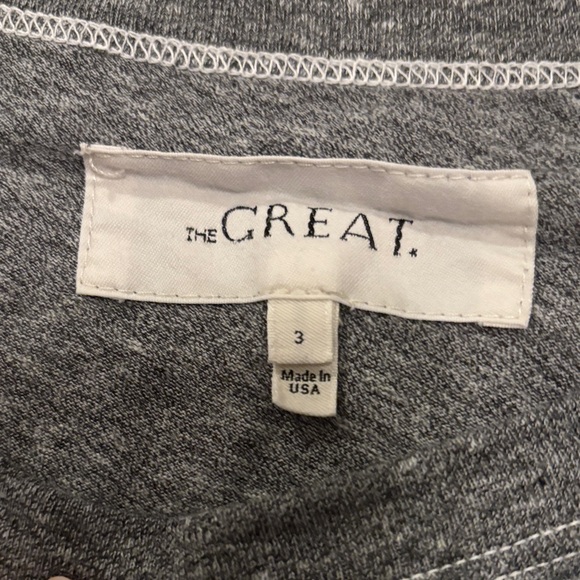 THE GREAT.
3
Made In
USA